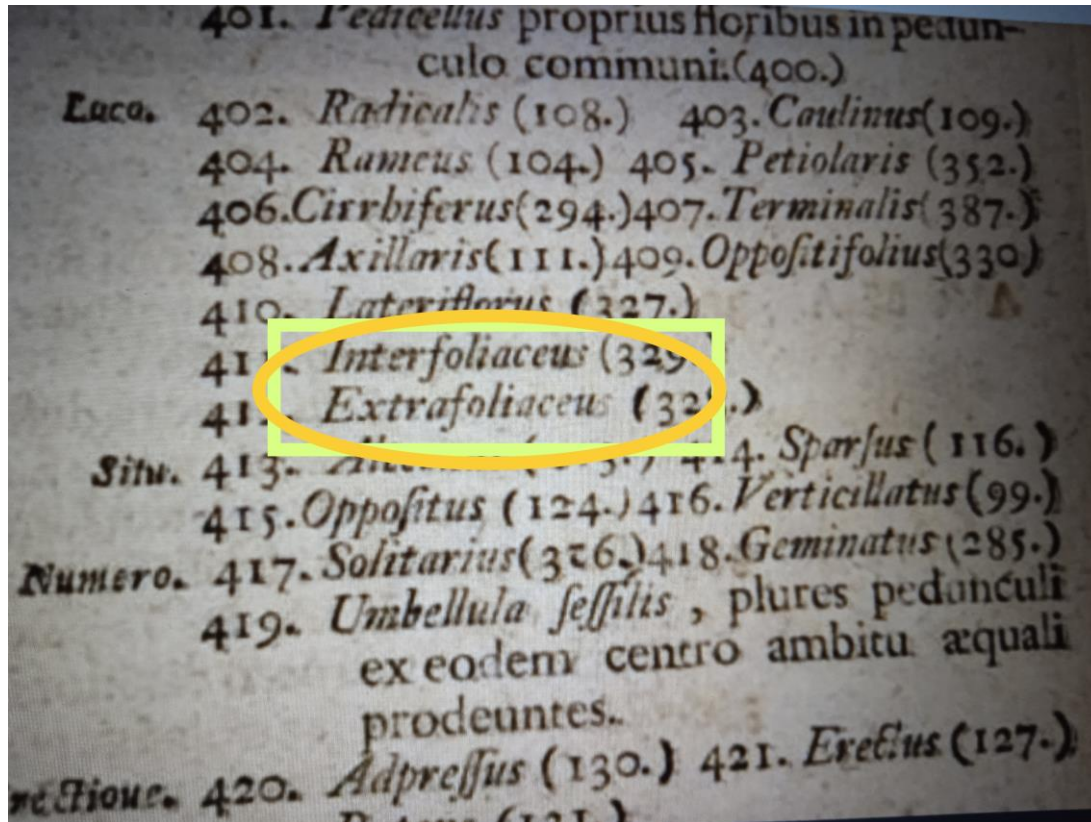 401. Pedicellus proprius floribus in pedun-
culo communi.(400.)
Loco. 402. Radicalis (108.) 403. Caulinus(109.)
404. Rameus (104.) 405. Petiolaris (352.)
406.Cirrhiferus(294.)407.Terminalis(387.)
408.Axillaris(111.)409.Oppoſitifolius(330)
410. Lateriflorus (327.)
Interfoliaceus (329
Extrafoliaceus
Situ. 413. 414. Sparſus (116.)
415.Oppoſitus (124.)416.Verticillatus(99.)
Numero. 417.Solitarius 418.Geminatus(285.)
419. Umbellula ſeſſilis, plures pedunculi
ex eodem centro ambitu æquali
prodeuntes.
420. Adpreſſus (130.) 421. Erectus (127.)